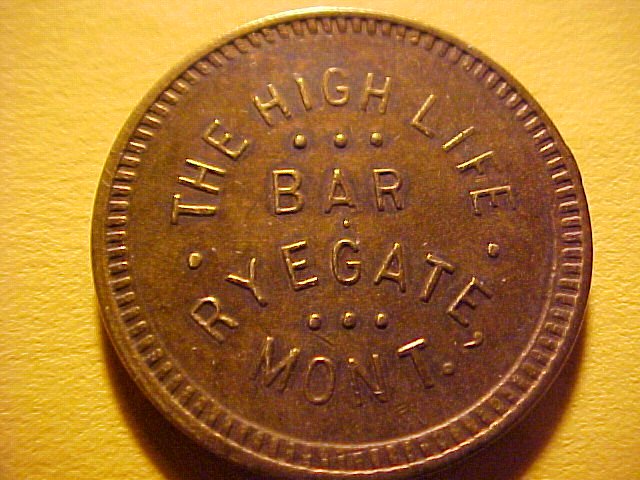 THE HIGH LIFE
BAR
RYEGATE,
MONT.